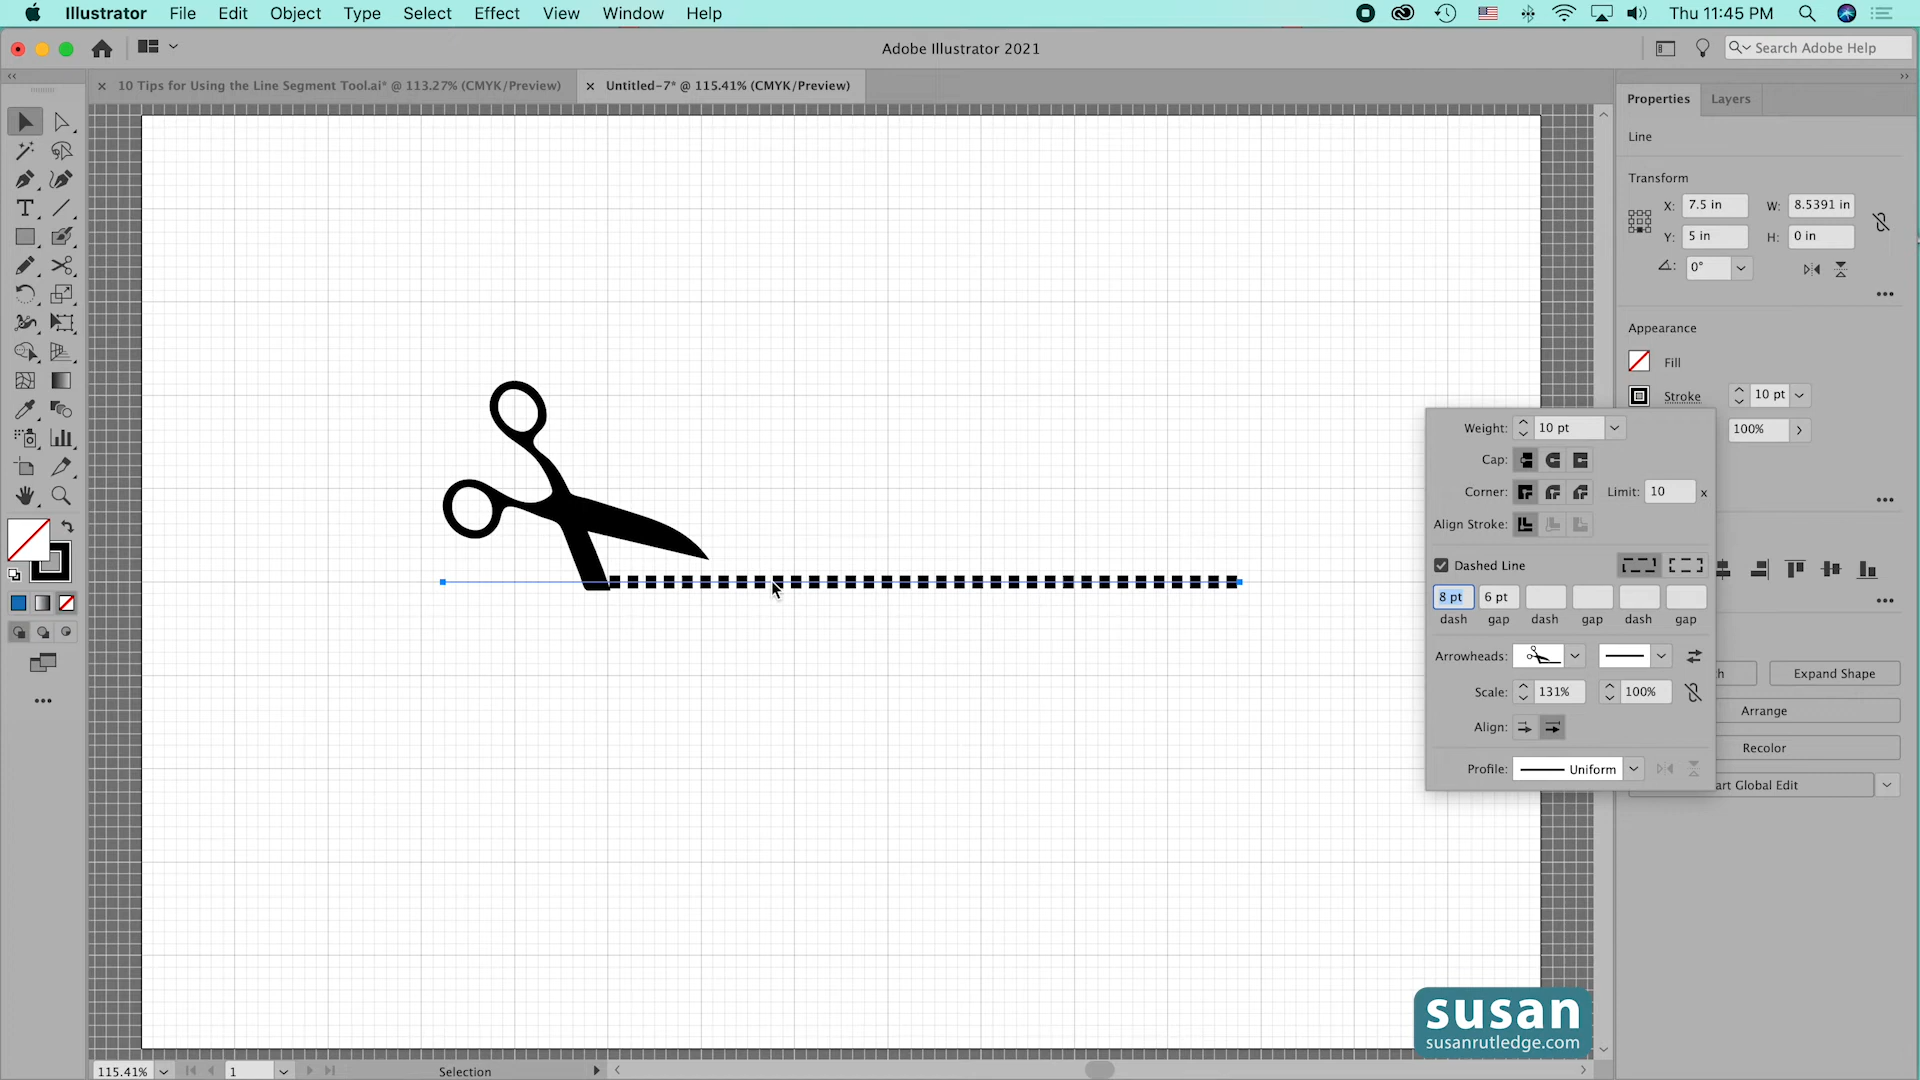 Illustrator File Edit Object Type Select Effect View Window Help Thu 11:45 PM
Adobe Illustrator 2021 Search Adobe Help
10 Tips for Using the Line Segment Tool.ai* @ 113.27% (CMYK/Preview) Untitled-7* @ 115.41% (CMYK/Preview)
Properties Layers
Line
Transform
X: 7.5 in W: 8.5391 in
Y: 5 in H: 0 in
0°
Appearance
Fill
Stroke 10 pt
100%
Weight: 10 pt
Cap:
Corner: Limit: 10 x
Align Stroke:
Dashed Line
8 pt 6 pt
dash gap dash gap dash gap
Arrowheads:
Scale: 131% 100%
Align:
Profile: Uniform
Expand Shape
Arrange
Recolor
art Global Edit
susan
susanrutledge.com
115.41% 1 Selection